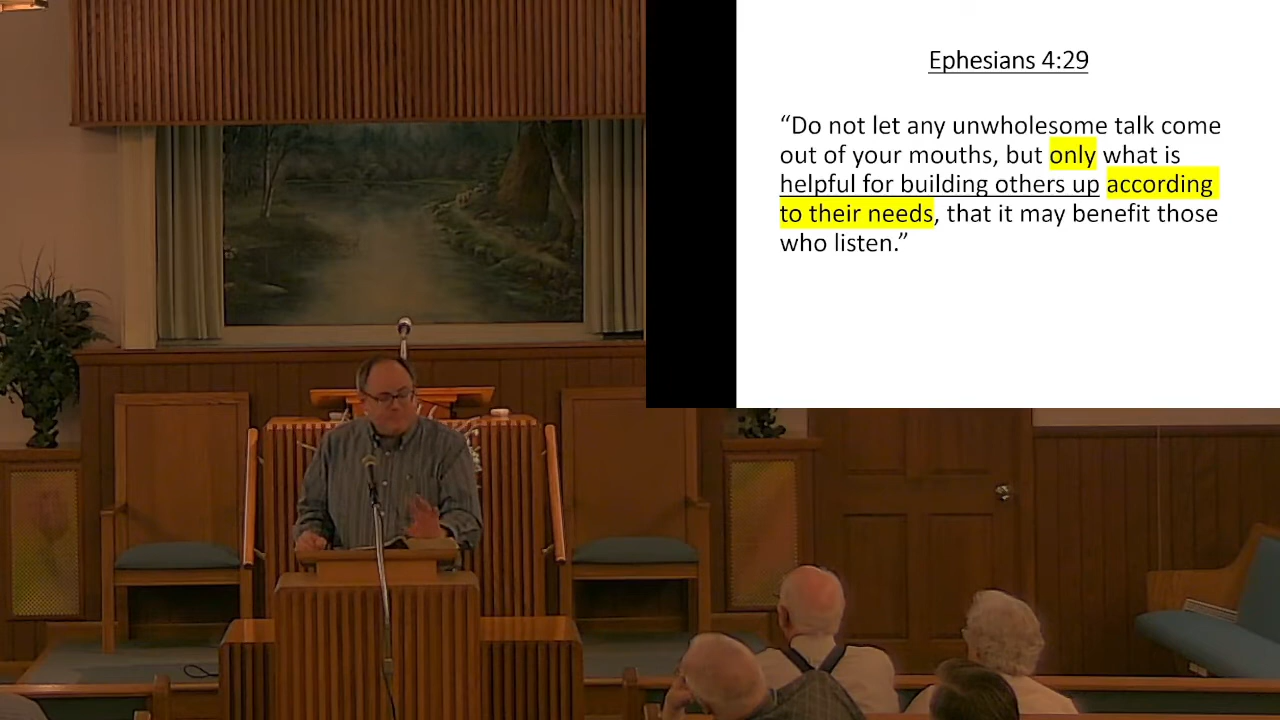 Ephesians 4:29
“Do not let any unwholesome talk come
out of your mouths, but only what is
helpful for building others up according
to their needs, that it may benefit those
who listen.”